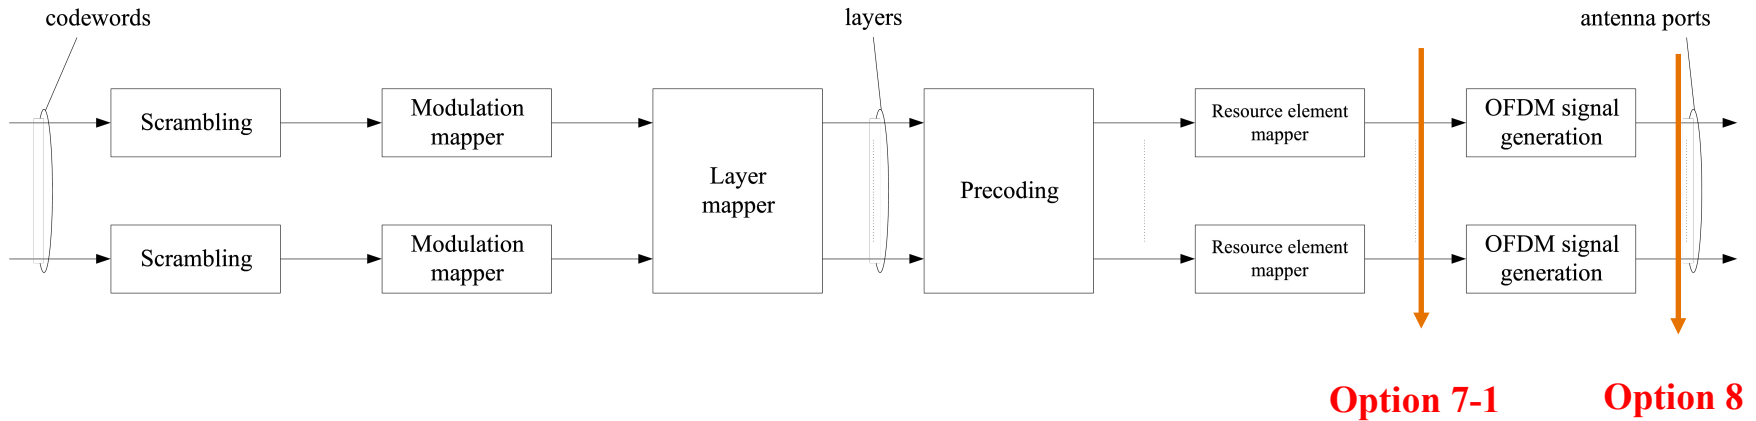 codewords
layers
antenna ports
Scrambling
Modulation
mapper
Layer
mapper
Precoding
Resource element
mapper
OFDM signal
generation
Scrambling
Modulation
mapper
Resource element
mapper
OFDM signal
generation
Option 7-1
Option 8